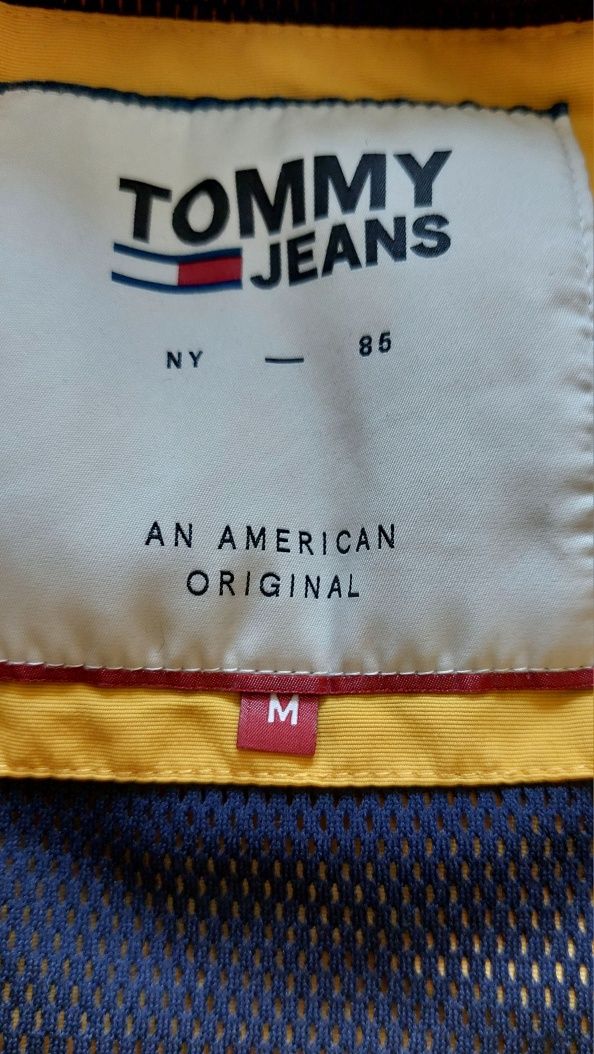 TOMMY
JEANS
NY — 85
AN AMERICAN
ORIGINAL
M